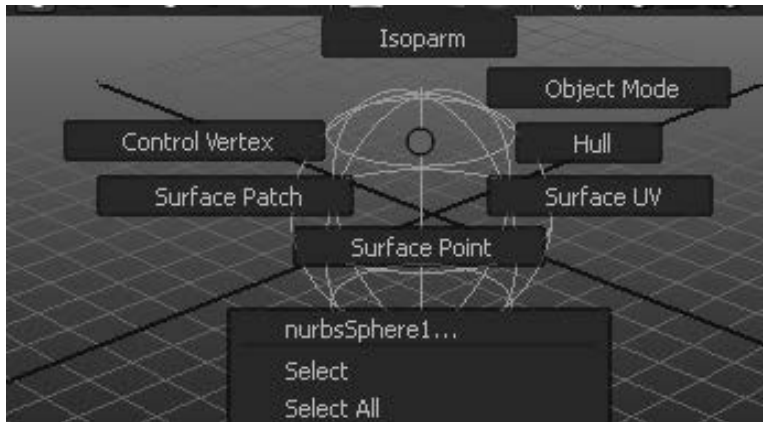 Isoparm
Object Mode
Control Vertex
Hull
Surface Patch
Surface UV
Surface Point
nurbsSphere1...
Select
Select All